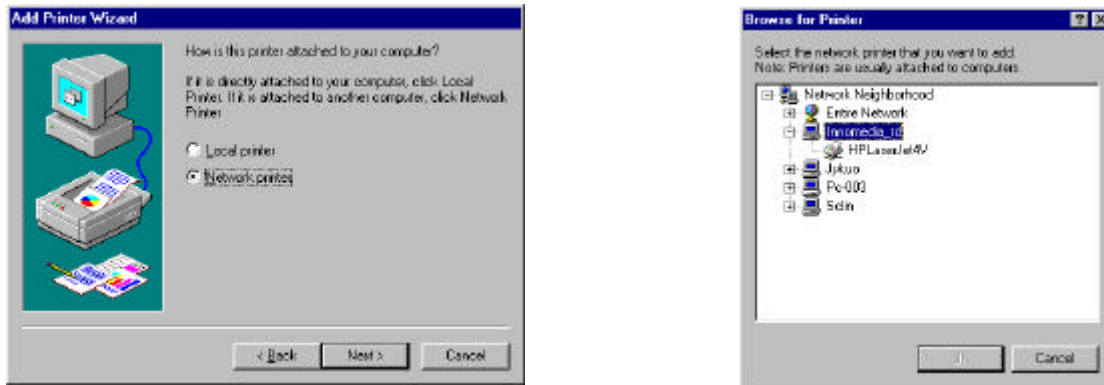 Add Printer Wizard
How is this printer attached to your computer?
If it is directly attached to your computer, click Local
Printer. If it is attached to another computer, click Network
Printer
Local printer
Network printer
< Back
Next >
Cancel
Browse for Printer
Select the network printer that you want to add.
Note: Printers are usually attached to computers.
Network Neighborhood
Entire Network
Innomedia_rd
HPLaserJet4V
Jykuo
Pc-003
Cancel